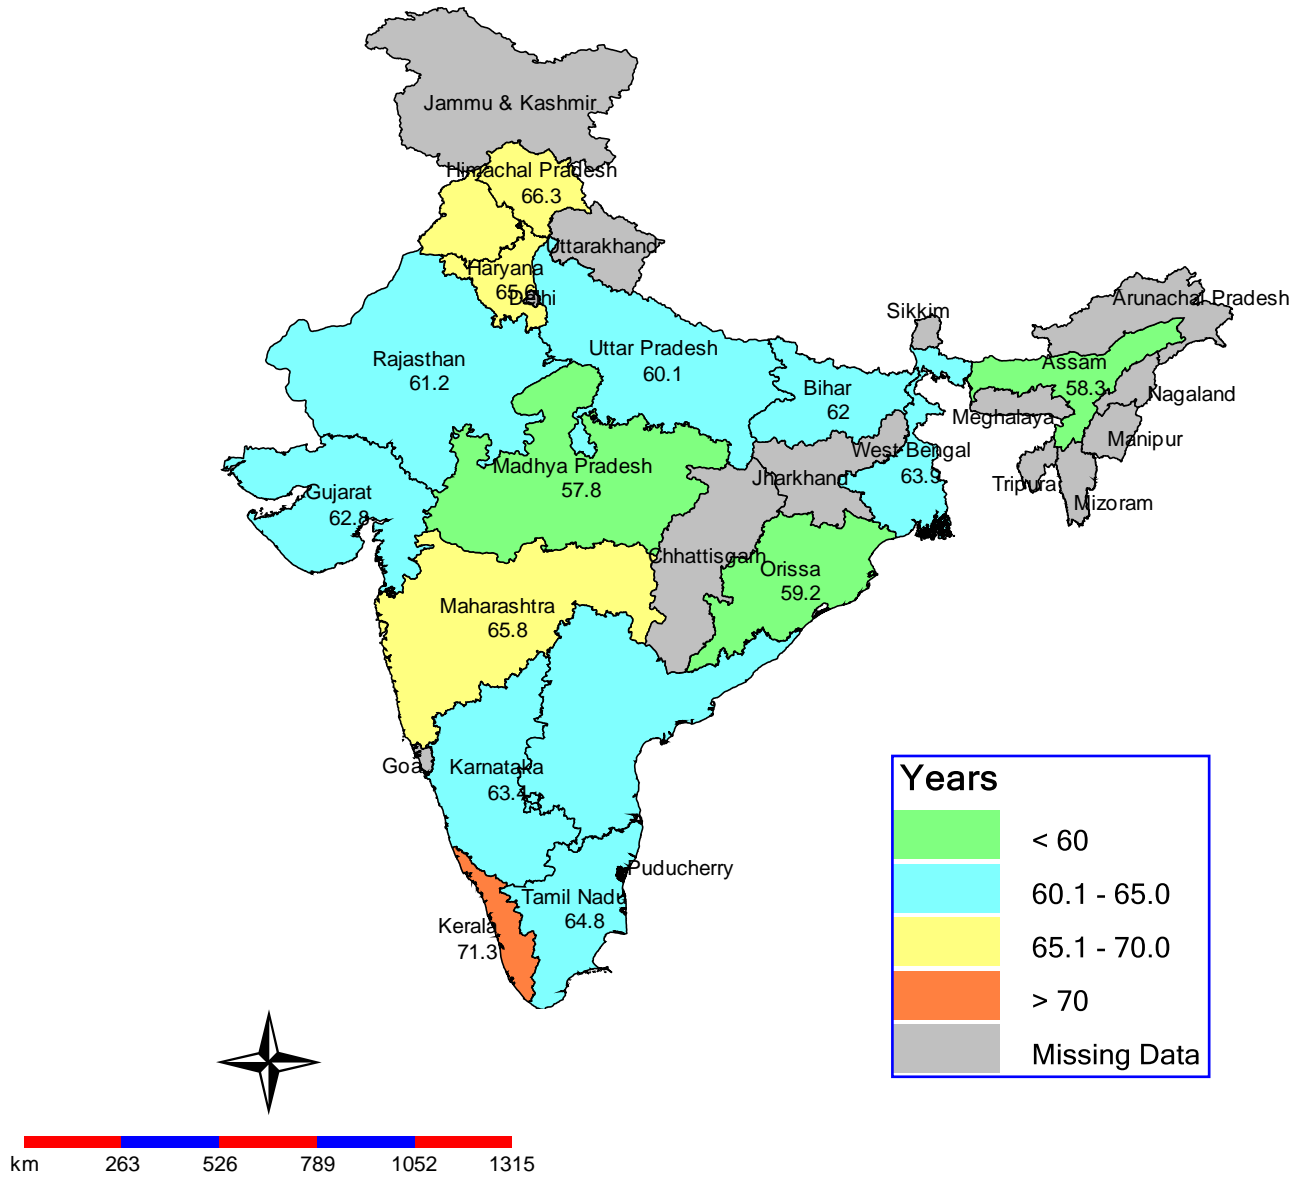 Jammu & Kashmir
Himachal Pradesh
66.3
Uttarakhand
Haryana
Delhi
Arunachal Pradesh
Sikkim
Rajasthan
61.2
Uttar Pradesh
60.1
Bihar
62
Assam
58.3
Nagaland
Meghalaya
Manipur
West Bengal
63.9
Madhya Pradesh
57.8
Jharkhand
Tripura
Mizoram
Gujarat
62.8
Chhattisgarh
Orissa
59.2
Maharashtra
65.8
Goa
Karnataka
63.4
Puducherry
Tamil Nadu
64.8
Kerala
71.3
Years
< 60
60.1 - 65.0
65.1 - 70.0
> 70
Missing Data
km 263 526 789 1052 1315